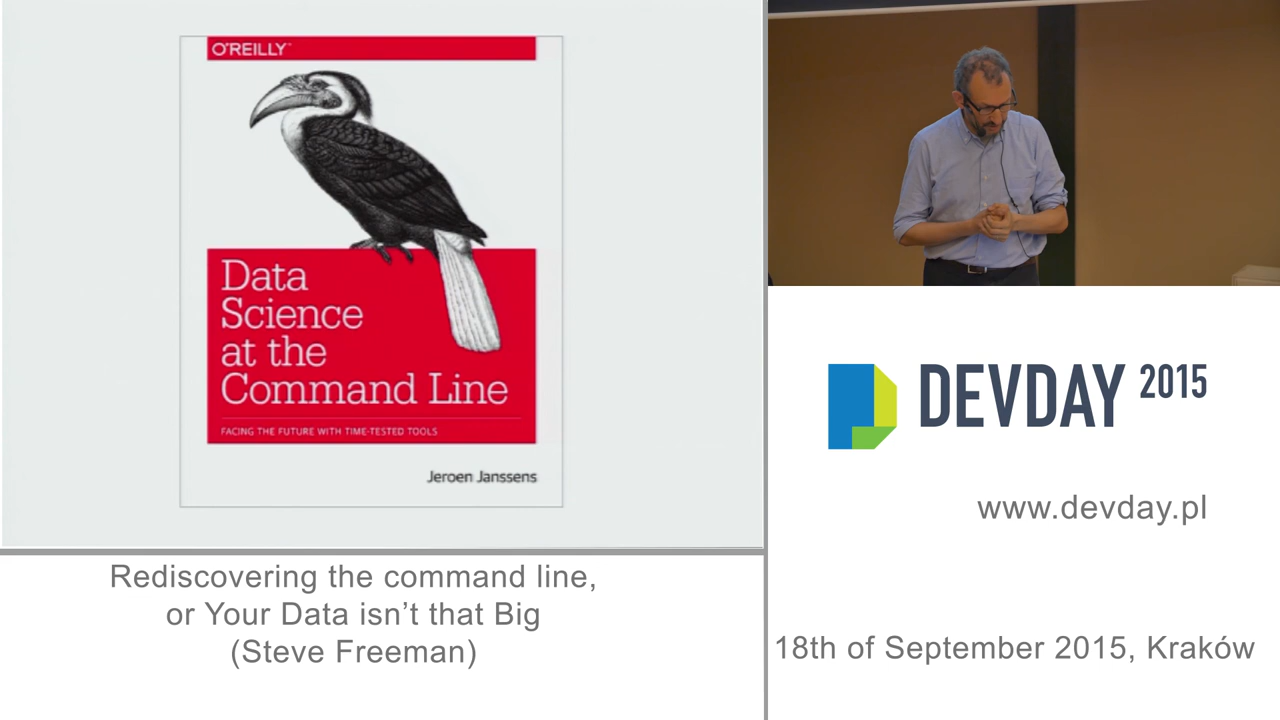 O'REILLY™
Data
Science
at the
Command Line
FACING THE FUTURE WITH TIME-TESTED TOOLS
Jeroen Janssens
Rediscovering the command line,
or Your Data isn't that Big
(Steve Freeman)
DEVDAY 2015
www.devday.pl
18th of September 2015, Kraków